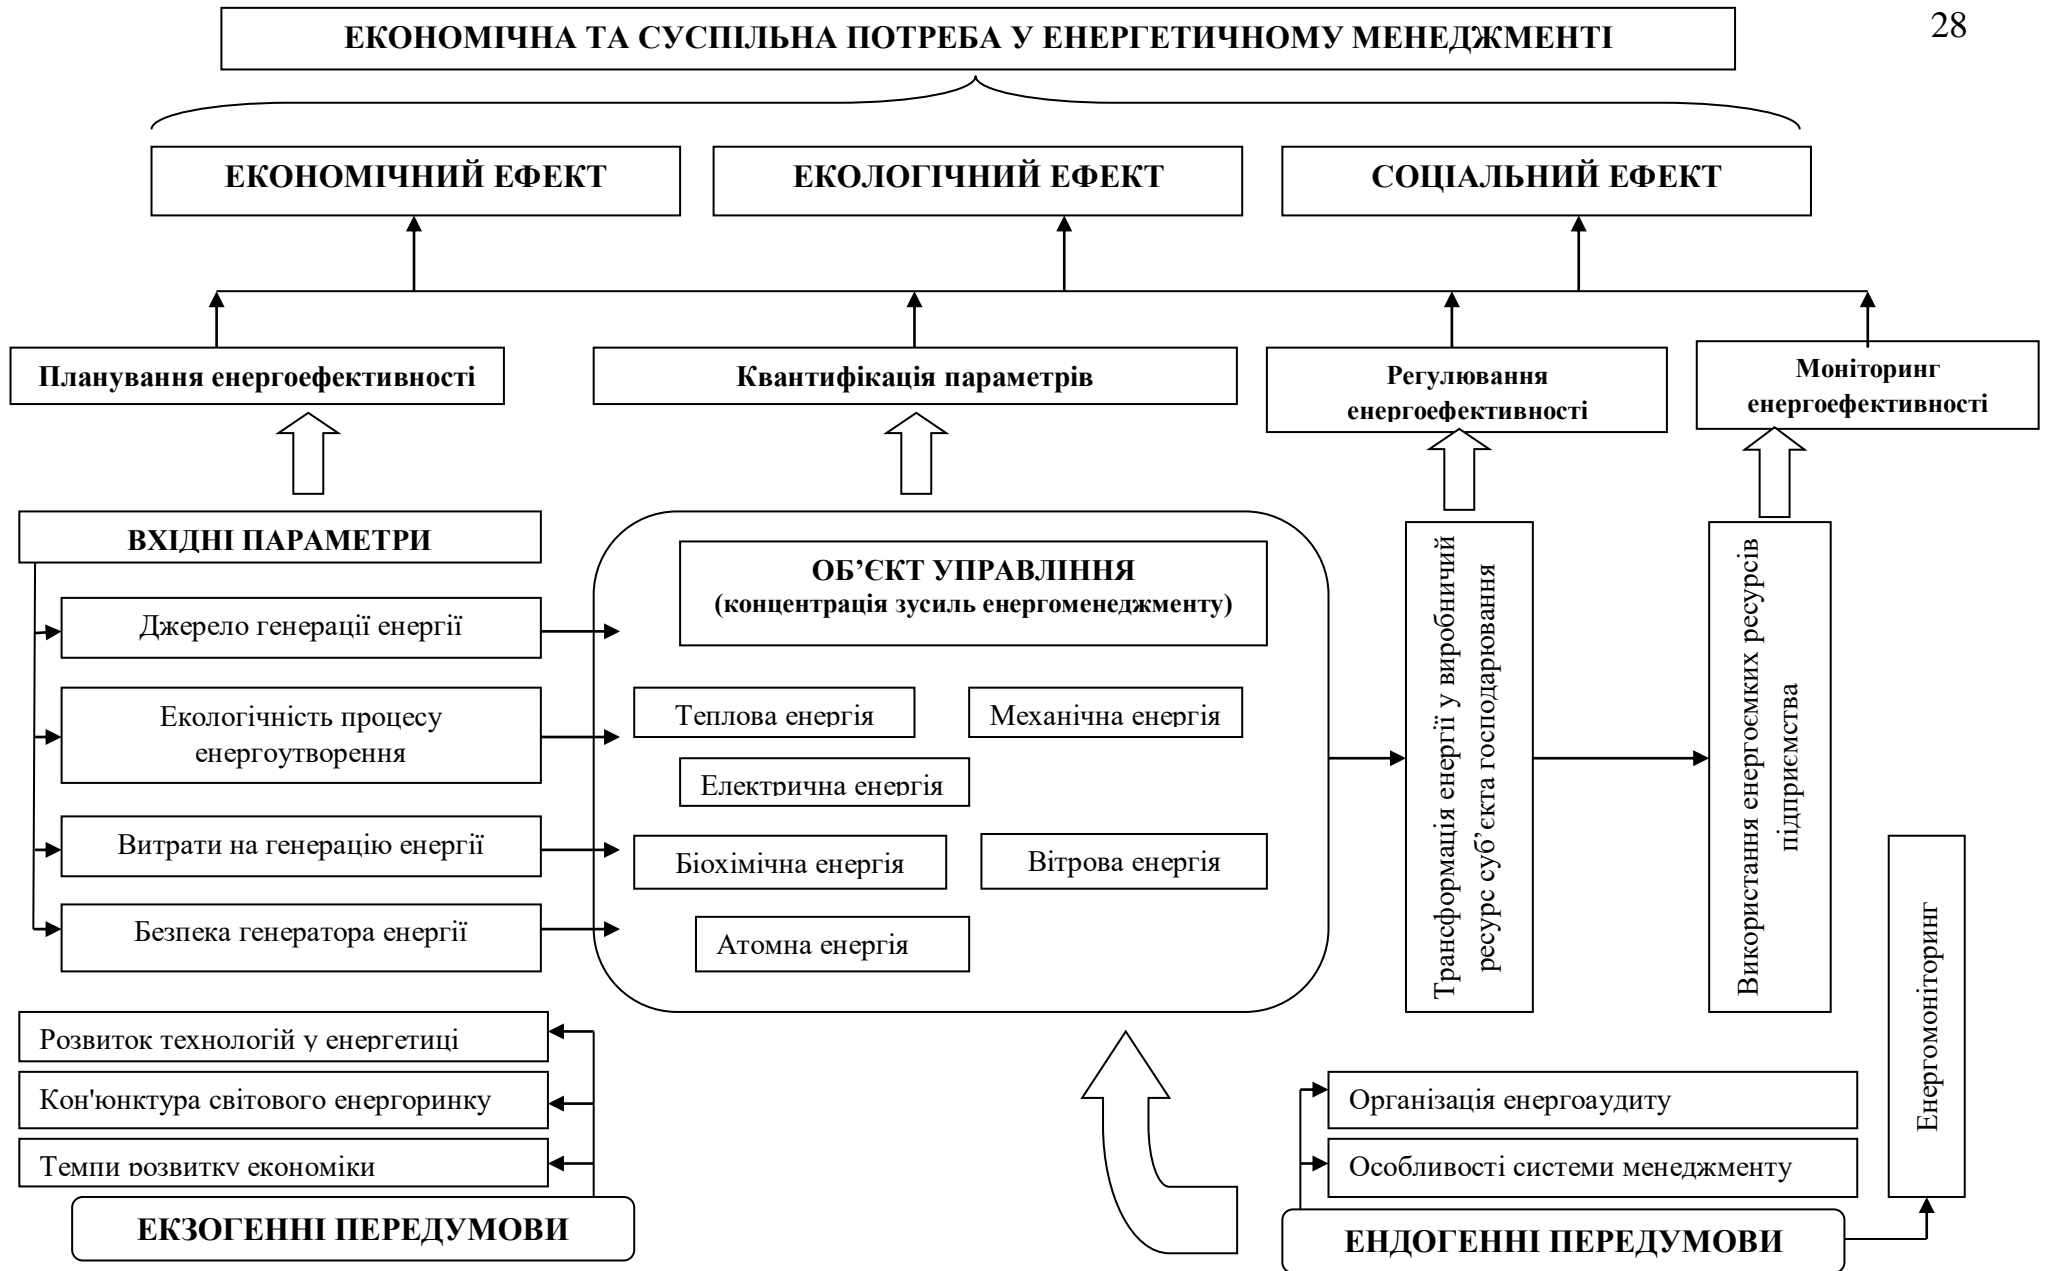 28
ЕКОНОМІЧНА ТА СУСПІЛЬНА ПОТРЕБА У ЕНЕРГЕТИЧНОМУ МЕНЕДЖМЕНТІ
ЕКОНОМІЧНИЙ ЕФЕКТ
ЕКОЛОГІЧНИЙ ЕФЕКТ
СОЦІАЛЬНИЙ ЕФЕКТ
Планування енергоефективності
Квантифікація параметрів
Регулювання
енергоефективності
Моніторинг
енергоефективності
ВХІДНІ ПАРАМЕТРИ
Джерело генерації енергії
Екологічність процесу
енергоутворення
Витрати на генерацію енергії
Безпека генератора енергії
ОБ’ЄКТ УПРАВЛІННЯ
(концентрація зусиль енергоменеджменту)
Теплова енергія
Механічна енергія
Електрична енергія
Біохімічна енергія
Вітрова енергія
Атомна енергія
Трансформація енергії у виробничий
ресурс суб’єкта господарювання
Використання енергоємких ресурсів
підприємства
Розвиток технологій у енергетиці
Кон'юнктура світового енергоринку
Темпи розвитку економіки
ЕКЗОГЕННІ ПЕРЕДУМОВИ
Організація енергоаудиту
Особливості системи менеджменту
ЕНДОГЕННІ ПЕРЕДУМОВИ
Енергомоніторинг